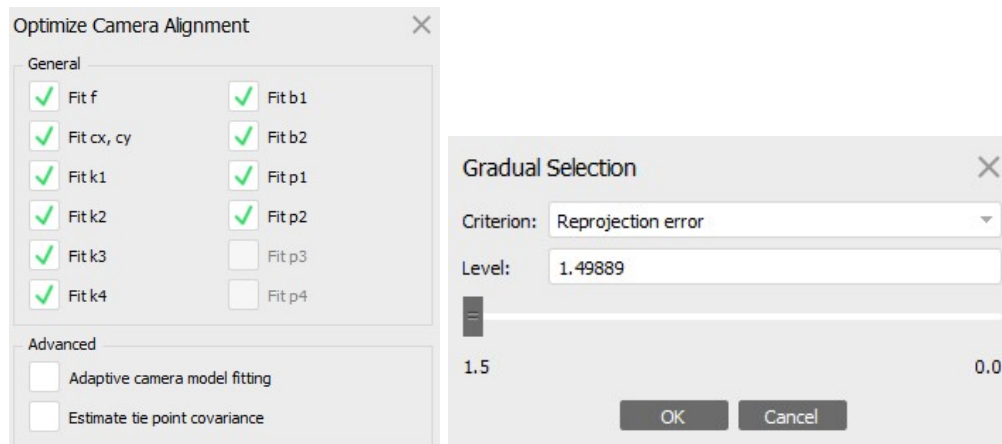 Optimize Camera Alignment
General
Fit f
Fit b1
Fit cx, cy
Fit b2
Fit k1
Fit p1
Fit k2
Fit p2
Fit k3
Fit p3
Fit k4
Fit p4
Advanced
Adaptive camera model fitting
Estimate tie point covariance
Gradual Selection
Criterion: Reprojection error
Level: 1.49889
1.5 0.0
OK Cancel